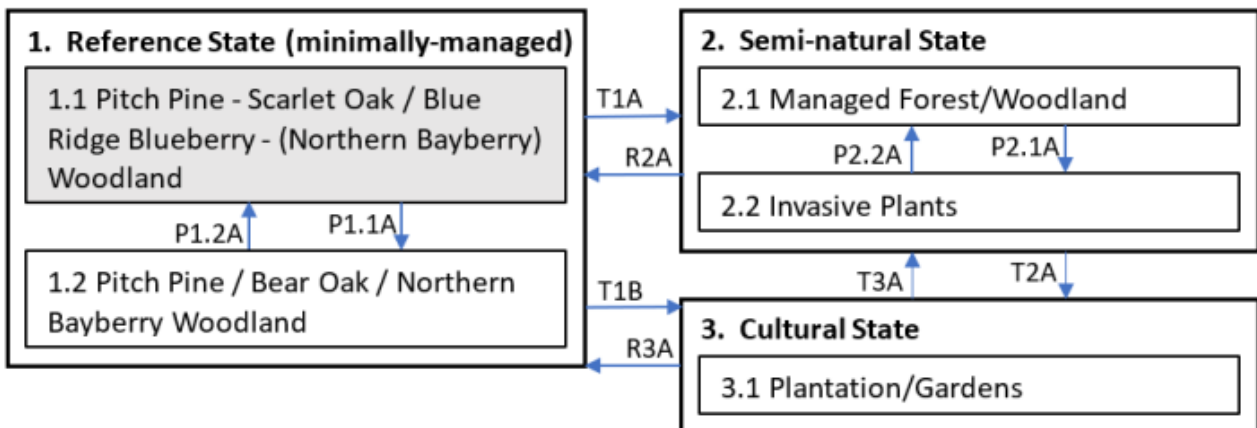 1. Reference State (minimally-managed)
1.1 Pitch Pine - Scarlet Oak / Blue
Ridge Blueberry - (Northern Bayberry)
Woodland
P1.2A
P1.1A
1.2 Pitch Pine / Bear Oak / Northern
Bayberry Woodland
T1A
R2A
T1B
R3A
2. Semi-natural State
2.1 Managed Forest/Woodland
P2.2A
P2.1A
2.2 Invasive Plants
T3A
T2A
3. Cultural State
3.1 Plantation/Gardens